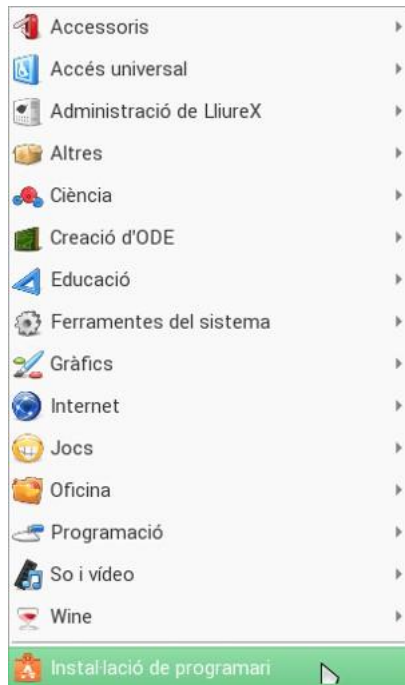 Accessoris
Accés universal
Administració de LliureX
Altres
Ciència
Creació d'ODE
Educació
Ferramentes del sistema
Gràfics
Internet
Jocs
Oficina
Programació
So i vídeo
Wine
Instal·lació de programari